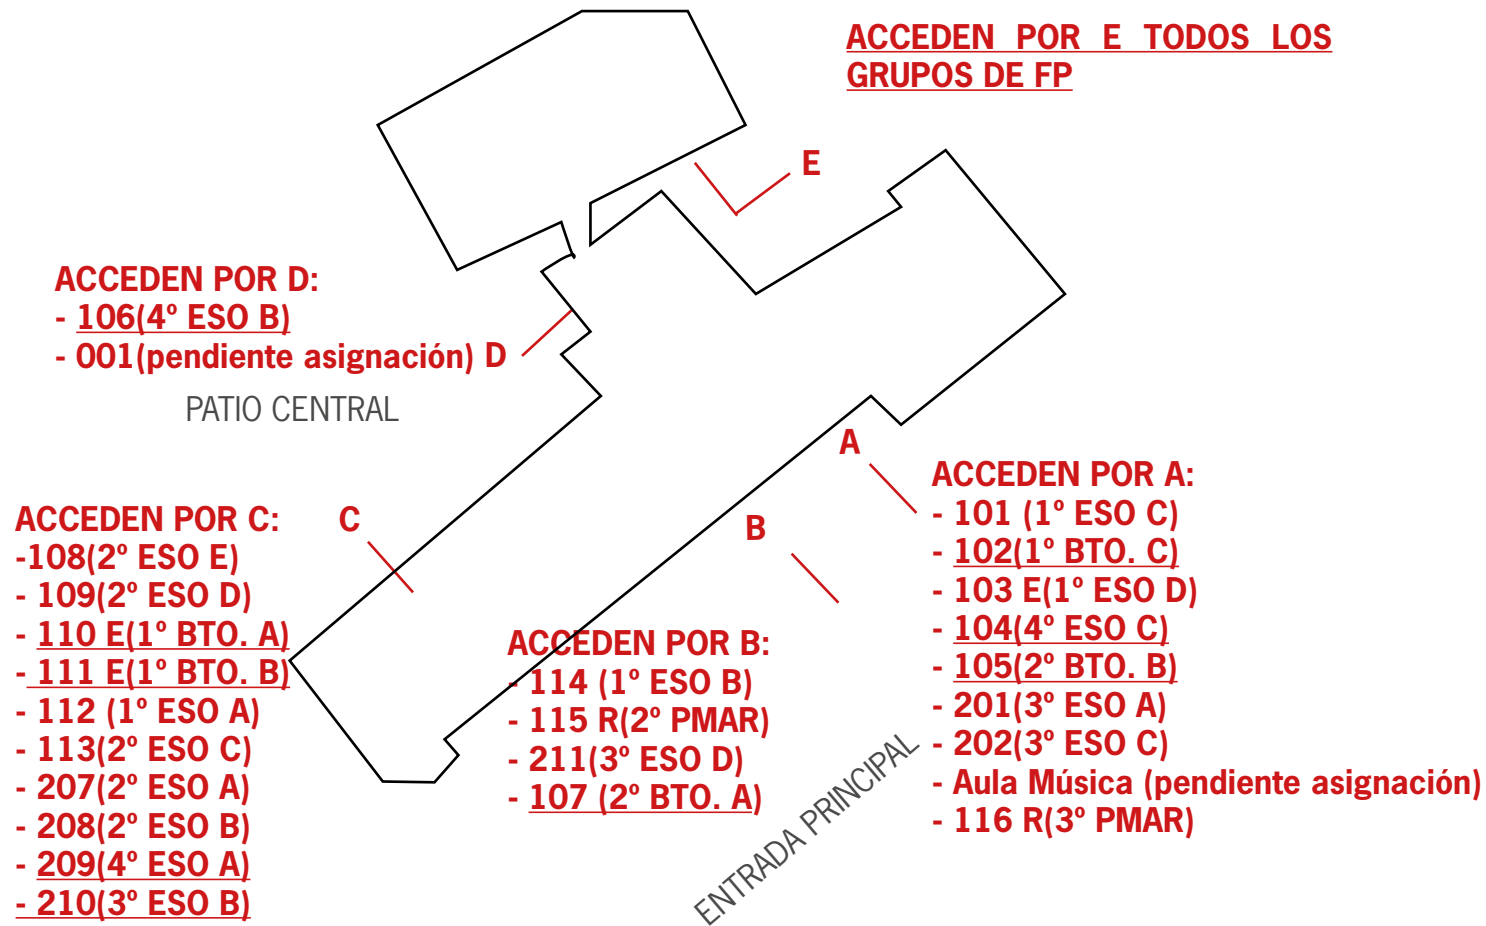 ACCEDEN POR E TODOS LOS
GRUPOS DE FP
E
ACCEDEN POR D:
- 106(4º ESO B)
- 001(pendiente asignación) D
PATIO CENTRAL
A
B
C
ACCEDEN POR C:
-108(2º ESO E)
- 109(2º ESO D)
- 110 E(1º BTO. A)
- 111 E(1º BTO. B)
- 112 (1º ESO A)
- 113(2º ESO C)
- 207(2º ESO A)
- 208(2º ESO B)
- 209(4º ESO A)
- 210(3º ESO B)
ACCEDEN POR B:
- 114 (1º ESO B)
- 115 R(2º PMAR)
- 211(3º ESO D)
- 107 (2º BTO. A)
ENTRADA PRINCIPAL
ACCEDEN POR A:
- 101 (1º ESO C)
- 102(1º BTO. C)
- 103 E(1º ESO D)
- 104(4º ESO C)
- 105(2º BTO. B)
- 201(3º ESO A)
- 202(3º ESO C)
- Aula Música (pendiente asignación)
- 116 R(3º PMAR)